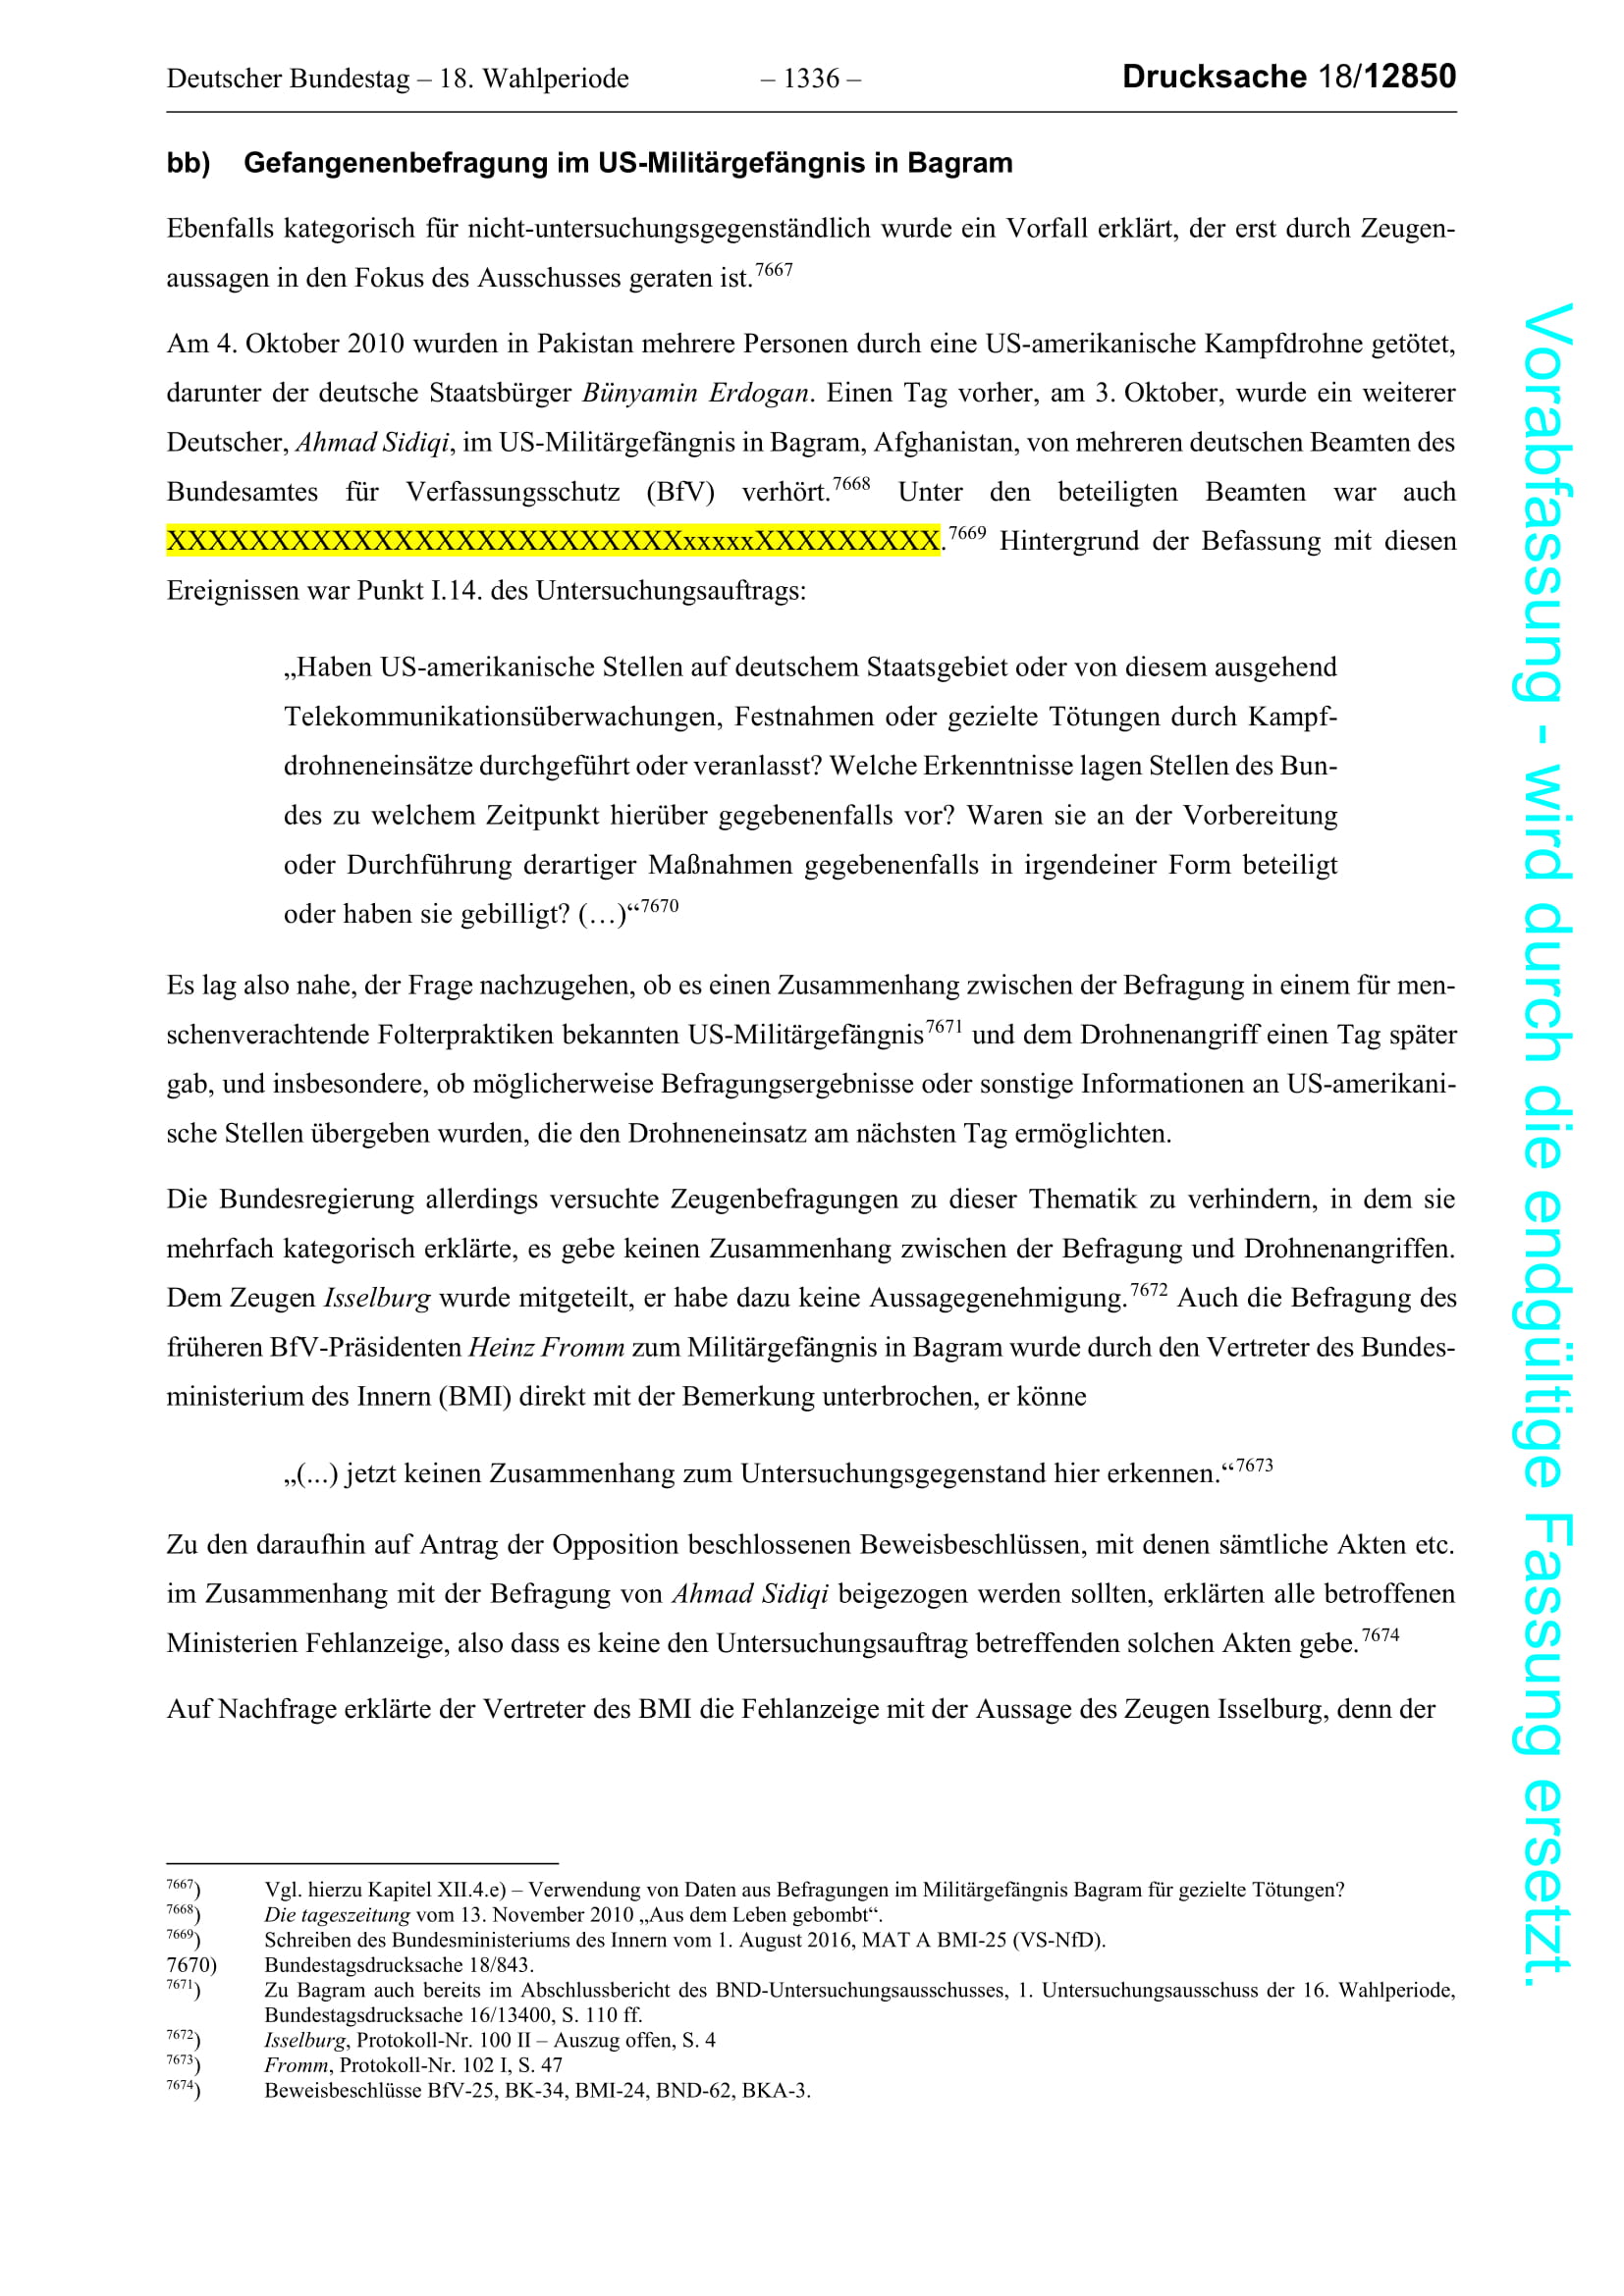 Deutscher Bundestag – 18. Wahlperiode – 1336 – Drucksache 18/12850
bb) Gefangenenbefragung im US-Militärgefängnis in Bagram
Ebenfalls kategorisch für nicht-untersuchungsgegenständlich wurde ein Vorfall erklärt, der erst durch Zeugen-
aussagen in den Fokus des Ausschusses geraten ist.7667
Am 4. Oktober 2010 wurden in Pakistan mehrere Personen durch eine US-amerikanische Kampfdrohne getötet,
darunter der deutsche Staatsbürger Bünyamin Erdogan. Einen Tag vorher, am 3. Oktober, wurde ein weiterer
Deutscher, Ahmad Sidiqi, im US-Militärgefängnis in Bagram, Afghanistan, von mehreren deutschen Beamten des
Bundesamtes für Verfassungsschutz (BfV) verhört.7668 Unter den beteiligten Beamten war auch
XXXXXXXXXXXXXXXXXXXXXXXXXxxxxxXXXXXXXXX.7669 Hintergrund der Befassung mit diesen
Ereignissen war Punkt I.14. des Untersuchungsauftrags:
„Haben US-amerikanische Stellen auf deutschem Staatsgebiet oder von diesem ausgehend
Telekommunikationsüberwachungen, Festnahmen oder gezielte Tötungen durch Kampf-
drohneneinsätze durchgeführt oder veranlasst? Welche Erkenntnisse lagen Stellen des Bun-
des zu welchem Zeitpunkt hierüber gegebenenfalls vor? Waren sie an der Vorbereitung
oder Durchführung derartiger Maßnahmen gegebenenfalls in irgendeiner Form beteiligt
oder haben sie gebilligt? (…)“7670
Es lag also nahe, der Frage nachzugehen, ob es einen Zusammenhang zwischen der Befragung in einem für men-
schenverachtende Folterpraktiken bekannten US-Militärgefängnis7671 und dem Drohnenangriff einen Tag später
gab, und insbesondere, ob möglicherweise Befragungsergebnisse oder sonstige Informationen an US-amerikani-
sche Stellen übergeben wurden, die den Drohneneinsatz am nächsten Tag ermöglichten.
Die Bundesregierung allerdings versuchte Zeugenbefragungen zu dieser Thematik zu verhindern, in dem sie
mehrfach kategorisch erklärte, es gebe keinen Zusammenhang zwischen der Befragung und Drohnenangriffen.
Dem Zeugen Isselburg wurde mitgeteilt, er habe dazu keine Aussagegenehmigung.7672 Auch die Befragung des
früheren BfV-Präsidenten Heinz Fromm zum Militärgefängnis in Bagram wurde durch den Vertreter des Bundes-
ministerium des Innern (BMI) direkt mit der Bemerkung unterbrochen, er könne
„(...) jetzt keinen Zusammenhang zum Untersuchungsgegenstand hier erkennen.“7673
Zu den daraufhin auf Antrag der Opposition beschlossenen Beweisbeschlüssen, mit denen sämtliche Akten etc.
im Zusammenhang mit der Befragung von Ahmad Sidiqi beigezogen werden sollten, erklärten alle betroffenen
Ministerien Fehlanzeige, also dass es keine den Untersuchungsauftrag betreffenden solchen Akten gebe.7674
Auf Nachfrage erklärte der Vertreter des BMI die Fehlanzeige mit der Aussage des Zeugen Isselburg, denn der
7667) Vgl. hierzu Kapitel XII.4.e) – Verwendung von Daten aus Befragungen im Militärgefängnis Bagram für gezielte Tötungen?
7668) Die tageszeitung vom 13. November 2010 „Aus dem Leben gebombt“.
7669) Schreiben des Bundesministeriums des Innern vom 1. August 2016, MAT A BMI-25 (VS-NfD).
7670) Bundestagsdrucksache 18/843.
7671) Zu Bagram auch bereits im Abschlussbericht des BND-Untersuchungsausschusses, 1. Untersuchungsausschuss der 16. Wahlperiode,
Bundestagsdrucksache 16/13400, S. 110 ff.
7672) Isselburg, Protokoll-Nr. 100 II – Auszug offen, S. 4
7673) Fromm, Protokoll-Nr. 102 I, S. 47
7674) Beweisbeschlüsse BfV-25, BK-34, BMI-24, BND-62, BKA-3.
Vorabfassung - wird durch die endgültige Fassung ersetzt.